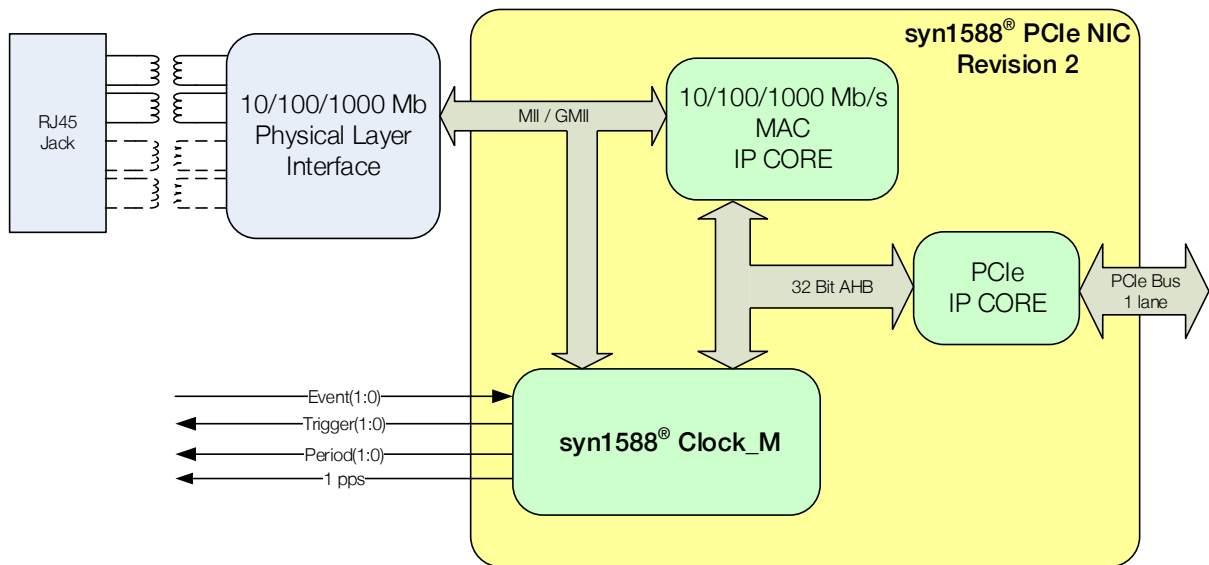 syn1588® PCIe NIC
Revision 2
RJ45
Jack
10/100/1000 Mb
Physical Layer
Interface
MII / GMII
10/100/1000 Mb/s
MAC
IP CORE
32 Bit AHB
PCIe
IP CORE
PCIe Bus
1 lane
Event(1:0)
Trigger(1:0)
Period(1:0)
1 pps
syn1588® Clock_M